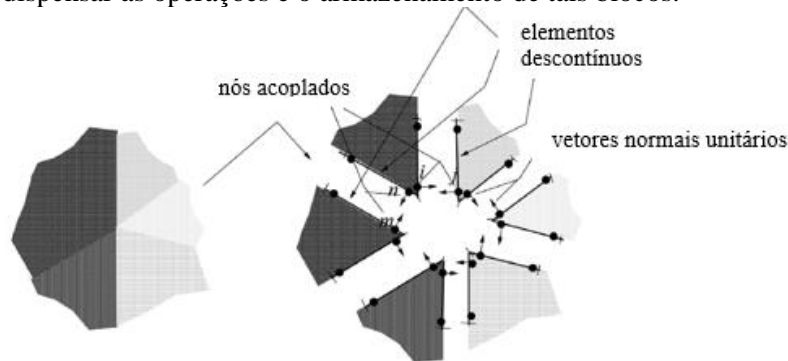 dispensar as operações e o armazenamento de tais blocos.
elementos
descontínuos
nós acoplados
vetores normais unitários
i
j
n
m